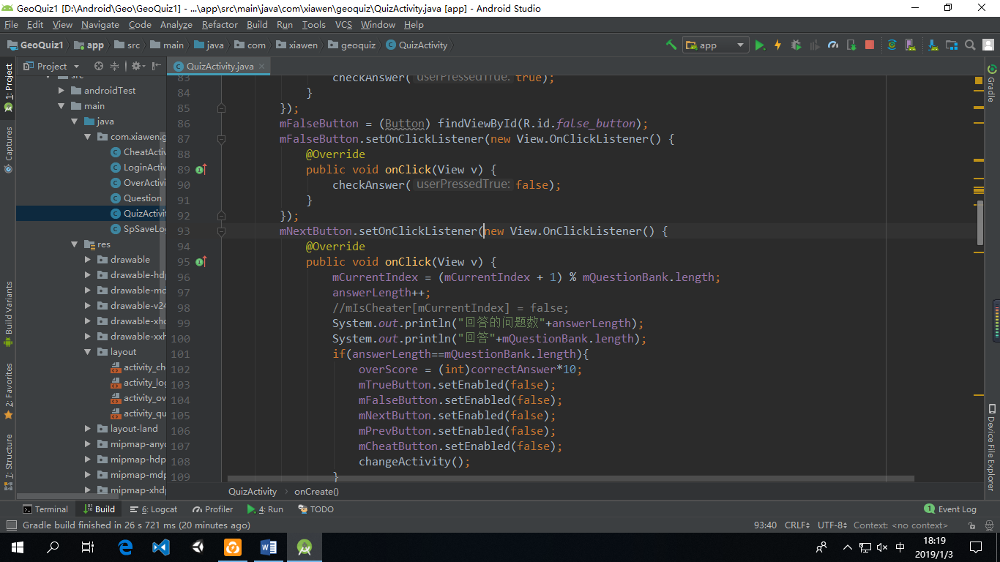 GeoQuiz1 [D:\Android\Geo\GeoQuiz1] - ...\app\src\main\java\com\xiawen\geoquiz\QuizActivity.java [app] - Android Studio
File Edit View Navigate Code Analyze Refactor Build Run Tools VCS Window Help
GeoQuiz1 app src main java com xiawen geoquiz QuizActivity app
1: Project
Captures
Build Variants
2: Favorites
7: Structure
Project
src
androidTest
main
java
com.xiawen.g
CheatActiv
LoginActiv
OverActivi
Question
QuizActivit
SpSaveLo
res
drawable
drawable-hdp
drawable-md
drawable-v24
drawable-xhd
drawable-xxh
layout
activity_ch
activity_log
activity_ov
activity_qu
layout-land
mipmap-anyd
mipmap-hdp
mipmap-mdp
mipmap-xhdp
QuizActivity.java
83 checkAnswer( userPressedTrue: true);
84 }
85 });
86 mFalseButton = (Button) findViewById(R.id.false_button);
87 mFalseButton.setOnClickListener(new View.OnClickListener() {
88 @Override
89 public void onClick(View v) {
90 checkAnswer( userPressedTrue: false);
91 }
92 });
93 mNextButton.setOnClickListener(new View.OnClickListener() {
94 @Override
95 public void onClick(View v) {
96 mCurrentIndex = (mCurrentIndex + 1) % mQuestionBank.length;
97 answerLength++;
98 //mIsCheater[mCurrentIndex] = false;
99 System.out.println("回答的问题数"+answerLength);
100 System.out.println("回答"+mQuestionBank.length);
101 if(answerLength==mQuestionBank.length){
102 overScore = (int)correctAnswer*10;
103 mTrueButton.setEnabled(false);
104 mFalseButton.setEnabled(false);
105 mNextButton.setEnabled(false);
106 mPrevButton.setEnabled(false);
107 mCheatButton.setEnabled(false);
108 changeActivity();
109 }
QuizActivity onCreate()
Gradle
Device File Explorer
Terminal Build 6: Logcat Profiler 4: Run TODO 1 Event Log
Gradle build finished in 26 s 721 ms (20 minutes ago) 93:40 CRLF UTF-8 Context: <no context>
中 18:19
2019/1/3